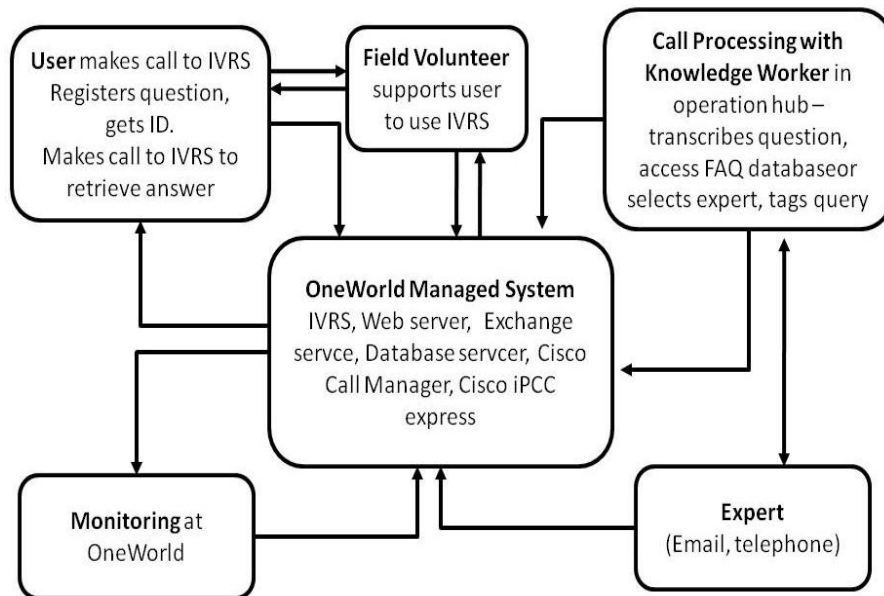 User makes call to IVRS
Registers question,
gets ID.
Makes call to IVRS to
retrieve answer
Field Volunteer
supports user
to use IVRS
Call Processing with
Knowledge Worker in
operation hub–
transcribes question,
access FAQ databaseor
selects expert, tags query
OneWorld Managed System
IVRS, Web server, Exchange
servce, Database servcer, Cisco
Call Manager, Cisco iPCC
express
Monitoring at
OneWorld
Expert
(Email, telephone)